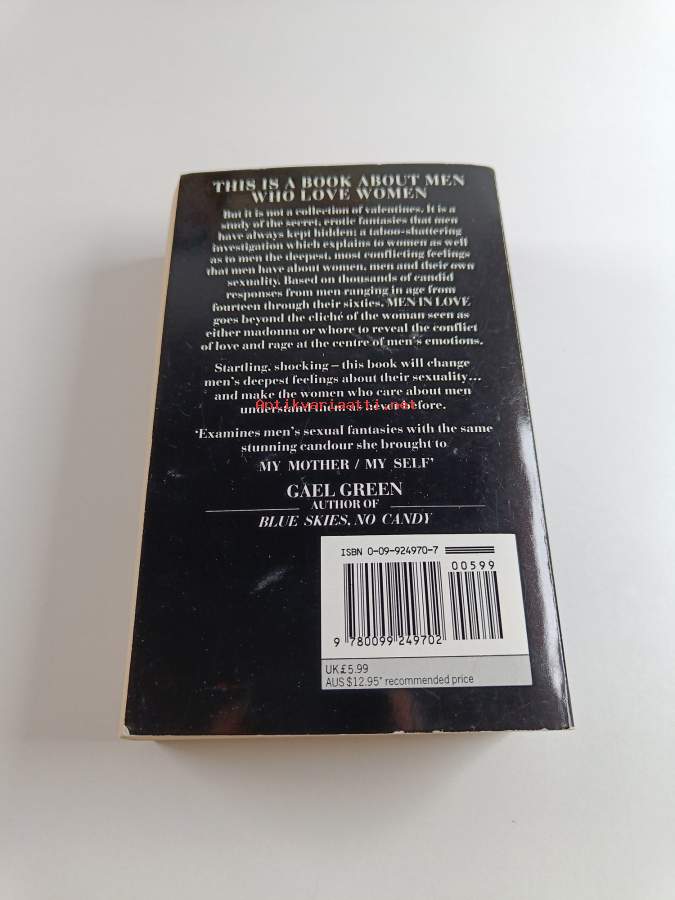 THIS IS A BOOK ABOUT MEN
WHO LOVE WOMEN
But it is not a collection of valentines. It is a
study of the secret, erotic fantasies that men
have always kept hidden; a taboo-shattering
investigation which explains to women as well
as to men the deepest, most conflicting feelings
that men have about women, men and their own
sexuality. Based on thousands of candid
responses from men ranging in age from
fourteen through their sixties, MEN IN LOVE
goes beyond the cliché of the woman seen as
either madonna or whore to reveal the conflict
of love and rage at the centre of men's emotions.
Startling, shocking – this book will change
men's deepest feelings about their sexuality...
and make the women who care about men
Antikvariaatti.net
understand them as never before.
'Examines men's sexual fantasies with the same
stunning candour she brought to
MY MOTHER / MY SELF'
GAEL GREEN
AUTHOR OF
BLUE SKIES, NO CANDY
ISBN 0-09-924970-7
00599
9 780099 249702
UK£5.99
AUS $12.95* recommended price